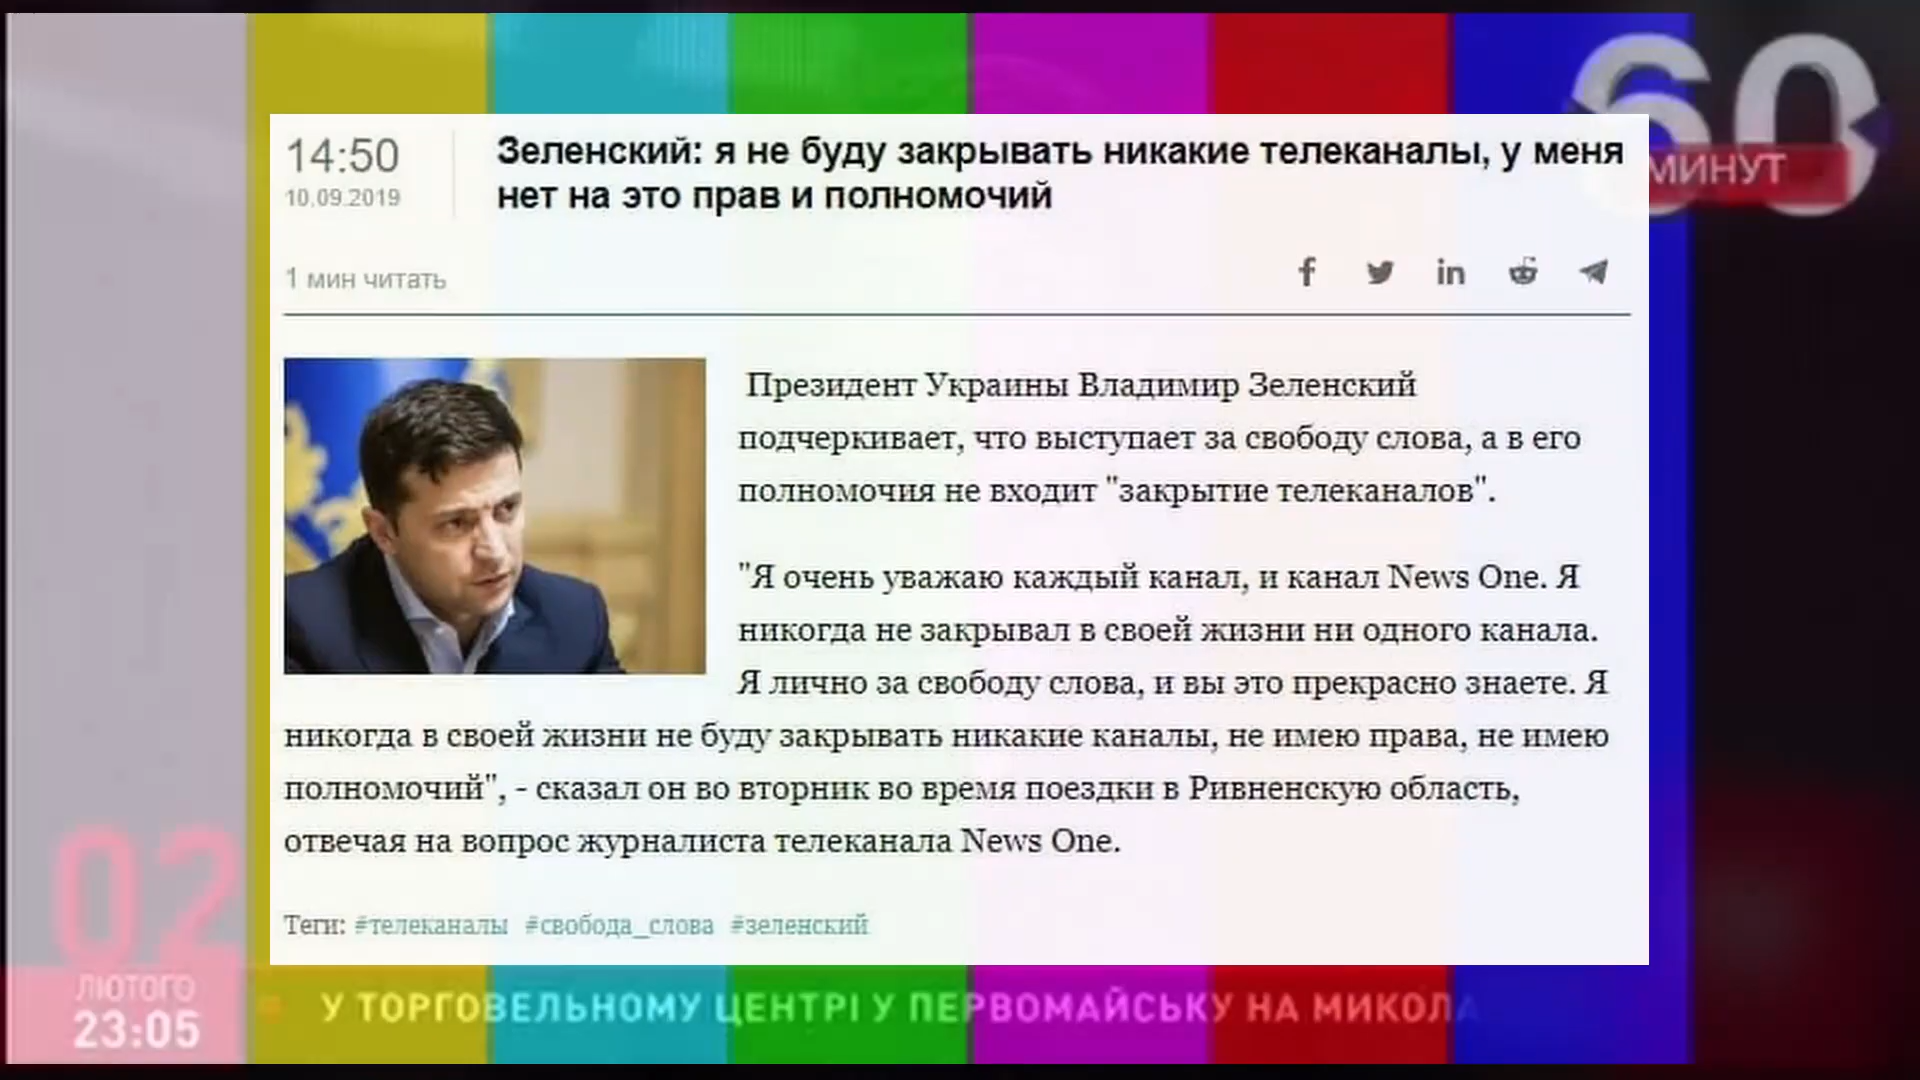 60
МИНУТ
14:50
10.09.2019
Зеленский: я не буду закрывать никакие телеканалы, у меня
нет на это прав и полномочий
1 мин читать
Президент Украины Владимир Зеленский
подчеркивает, что выступает за свободу слова, а в его
полномочия не входит "закрытие телеканалов".
"Я очень уважаю каждый канал, и канал News One. Я
никогда не закрывал в своей жизни ни одного канала.
Я лично за свободу слова, и вы это прекрасно знаете. Я
никогда в своей жизни не буду закрывать никакие каналы, не имею права, не имею
полномочий", - сказал он во вторник во время поездки в Ривненскую область,
отвечая на вопрос журналиста телеканала News One.
Теги: #телеканалы #свобода_слова #зеленский
02
ЛЮТОГО
23:05
У ТОРГОВЕЛЬНОМУ ЦЕНТРІ У ПЕРВОМАЙСЬКУ НА МИКОЛА